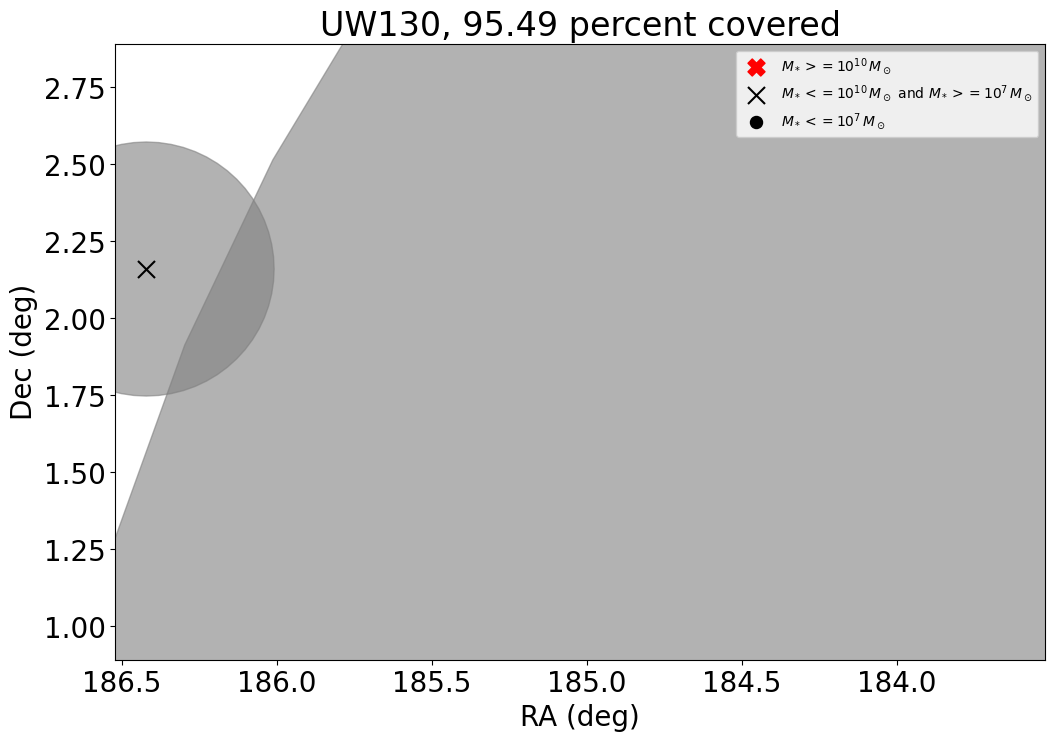 UW130, 95.49 percent covered
M* >= 10^10 M⊙
M* <= 10^10 M⊙ and M* >= 10^7 M⊙
M* <= 10^7 M⊙
Dec (deg)
2.75
2.50
2.25
2.00
1.75
1.50
1.25
1.00
186.5 186.0 185.5 185.0 184.5 184.0
RA (deg)